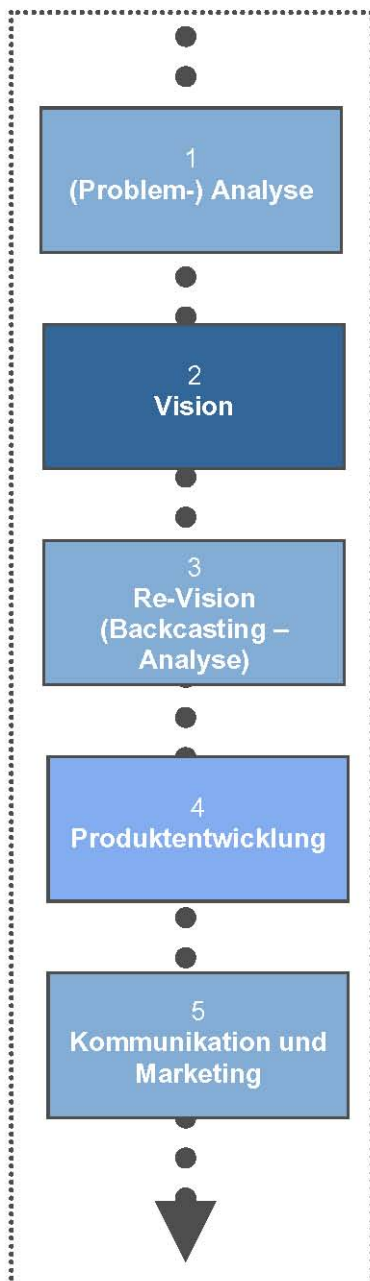 1
(Problem-) Analyse
2
Vision
3
Re-Vision
(Backcasting –
Analyse)
4
Produktentwicklung
5
Kommunikation und
Marketing